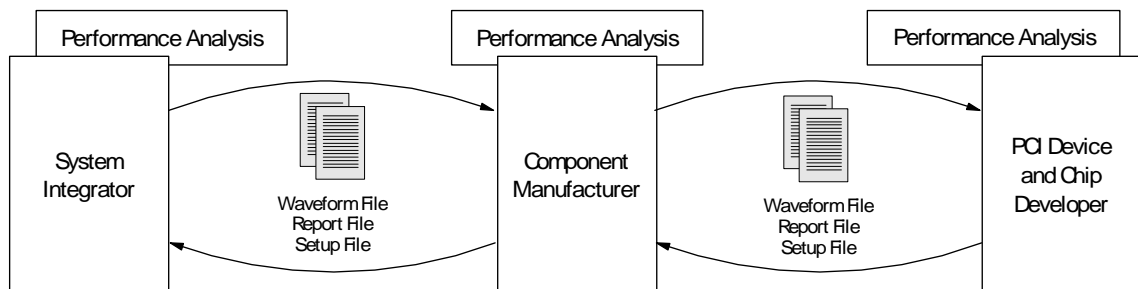 Performance Analysis
Performance Analysis
Performance Analysis
System
Integrator
Waveform File
Report File
Setup File
Component
Manufacturer
Waveform File
Report File
Setup File
PCI Device
and Chip
Developer